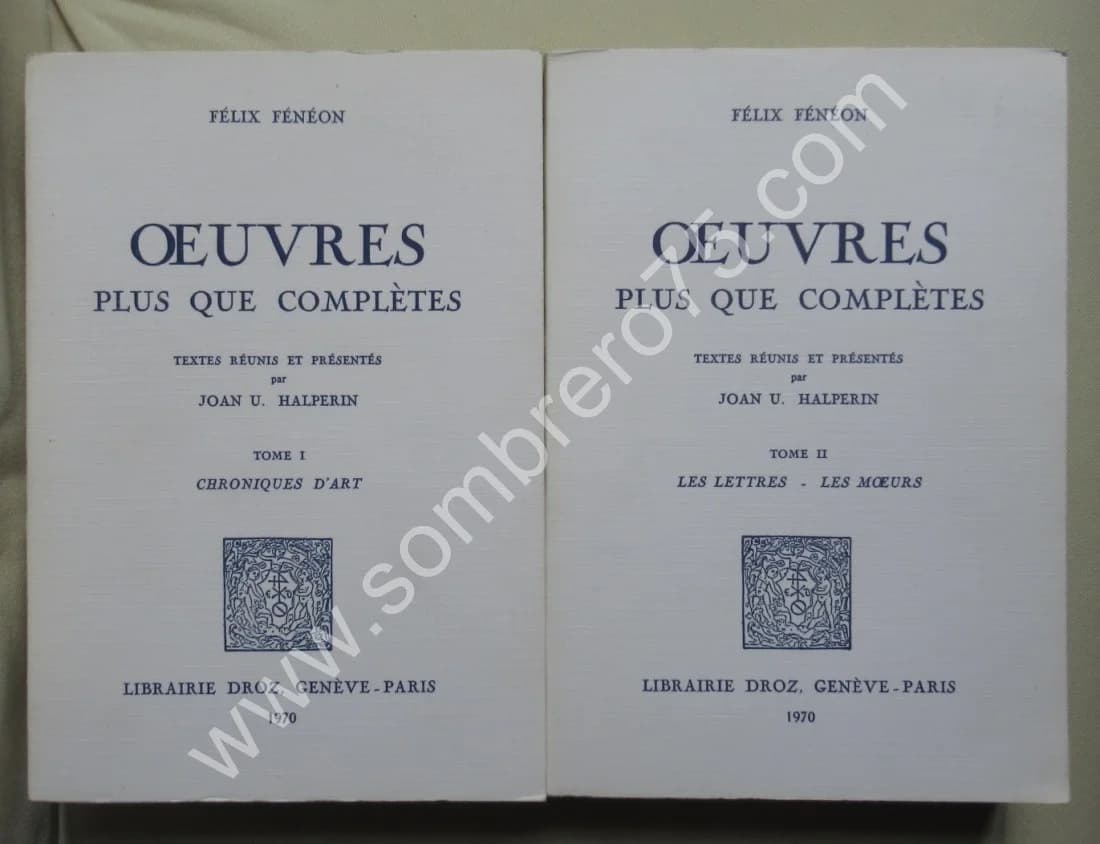 FÉLIX FÉNÉON
ŒUVRES
PLUS QUE COMPLÈTES
TEXTES RÉUNIS ET PRÉSENTÉS
par
JOAN U. HALPERIN
TOME I
CHRONIQUES D'ART
LIBRAIRIE DROZ, GENÈVE-PARIS
1970
FÉLIX FÉNÉON
ŒUVRES
PLUS QUE COMPLÈTES
TEXTES RÉUNIS ET PRÉSENTÉS
par
JOAN U. HALPERIN
TOME II
LES LETTRES - LES MŒURS
LIBRAIRIE DROZ, GENÈVE-PARIS
1970
www.sombrero75.com